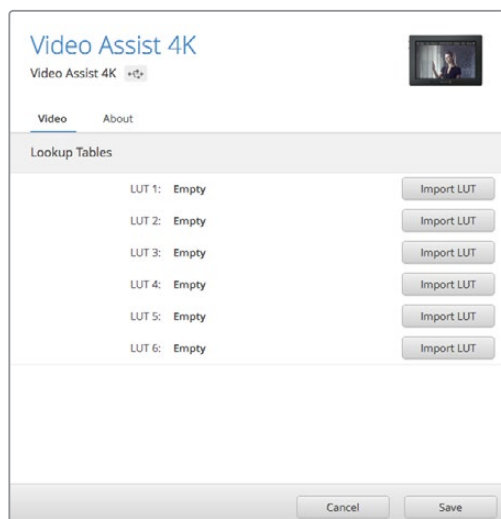 Video Assist 4K
Video Assist 4K
Video About
Lookup Tables
LUT 1: Empty Import LUT
LUT 2: Empty Import LUT
LUT 3: Empty Import LUT
LUT 4: Empty Import LUT
LUT 5: Empty Import LUT
LUT 6: Empty Import LUT
Cancel Save